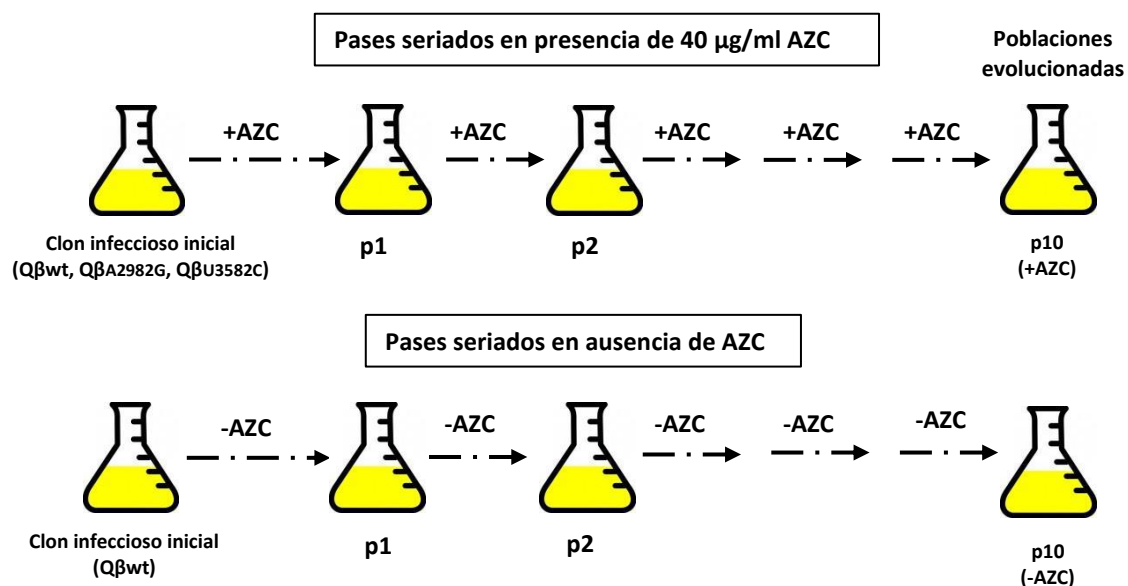 Pases seriados en presencia de 40 µg/ml AZC
Poblaciones
evolucionadas
+AZC
+AZC
+AZC
+AZC
+AZC
Clon infeccioso inicial
(Qβwt, QβA2982G, QβU3582C)
p1
p2
p10
(+AZC)
Pases seriados en ausencia de AZC
-AZC
-AZC
-AZC
-AZC
-AZC
Clon infeccioso inicial
(Qβwt)
p1
p2
p10
(-AZC)